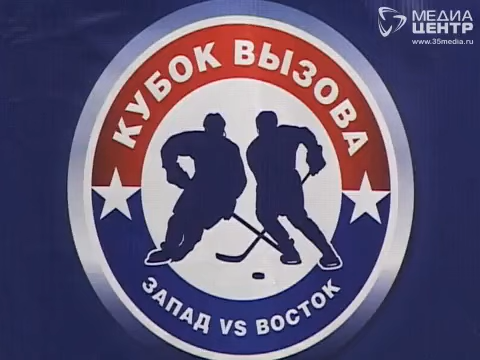 МЕДИА
ЦЕНТР
www.35media.ru
КУБОК ВЫЗОВА
ЗАПАД VS ВОСТОК